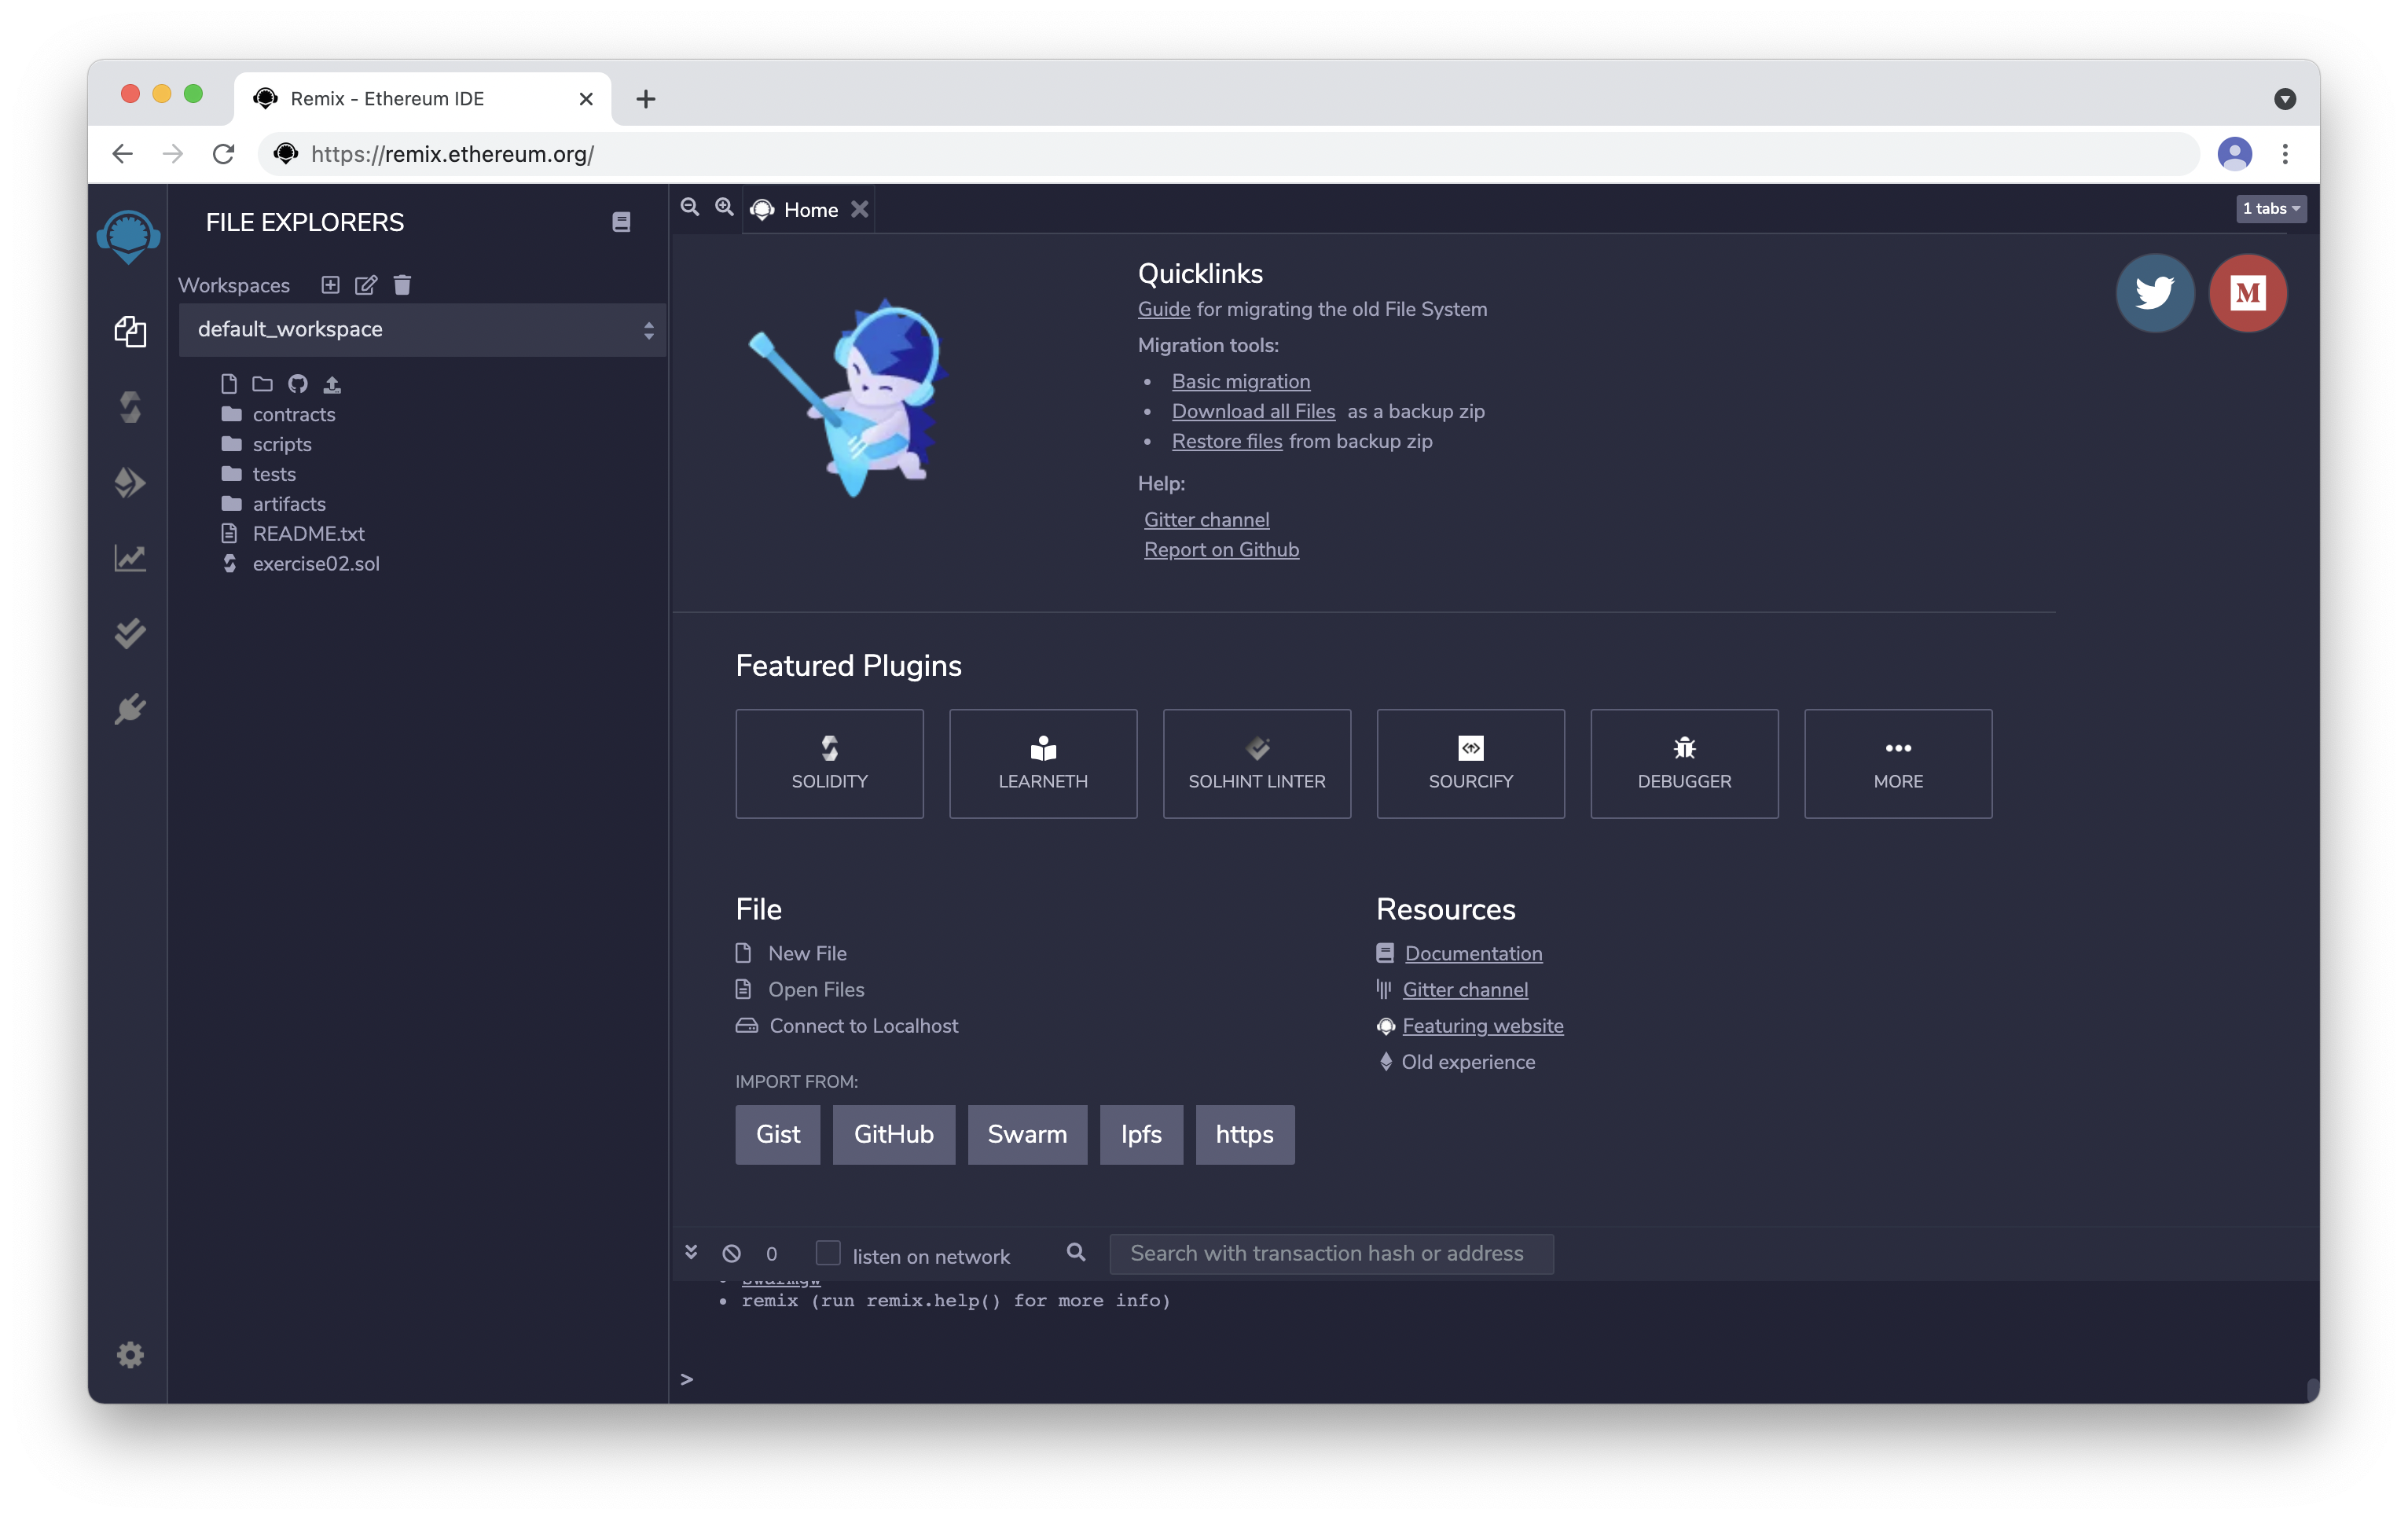 Remix - Ethereum IDE
https://remix.ethereum.org/
FILE EXPLORERS
Workspaces
default_workspace
contracts
scripts
tests
artifacts
README.txt
exercise02.sol
Home
1 tabs
Quicklinks
Guide for migrating the old File System
Migration tools:
• Basic migration
• Download all Files as a backup zip
• Restore files from backup zip
Help:
Gitter channel
Report on Github
M
Featured Plugins
SOLIDITY
LEARNETH
SOLHINT LINTER
SOURCIFY
DEBUGGER
MORE
File
New File
Open Files
Connect to Localhost
IMPORT FROM:
Gist
GitHub
Swarm
Ipfs
https
Resources
Documentation
Gitter channel
Featuring website
Old experience
0
listen on network
Search with transaction hash or address
• swarmgw
• remix (run remix.help() for more info)
>